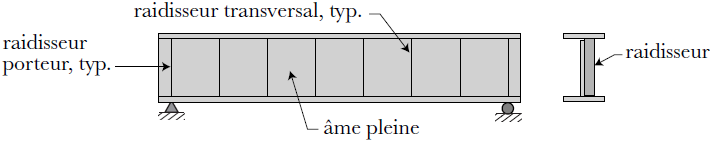 raidisseur transversal, typ.
raidisseur
porteur, typ.
raidisseur
âme pleine